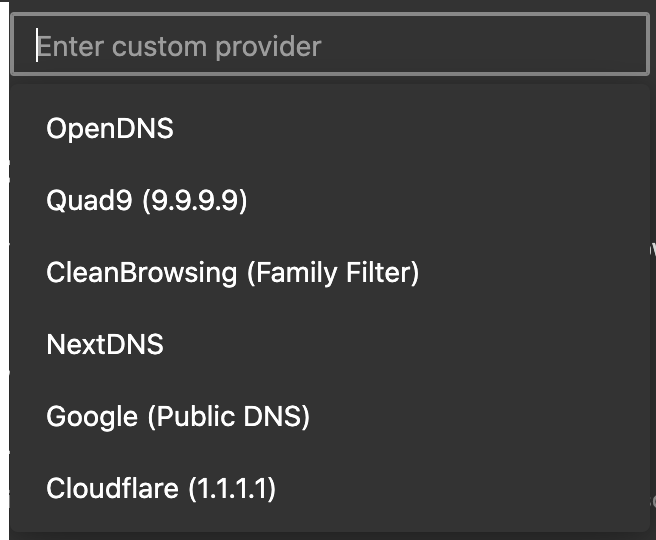 Enter custom provider
OpenDNS
Quad9 (9.9.9.9)
CleanBrowsing (Family Filter)
NextDNS
Google (Public DNS)
Cloudflare (1.1.1.1)